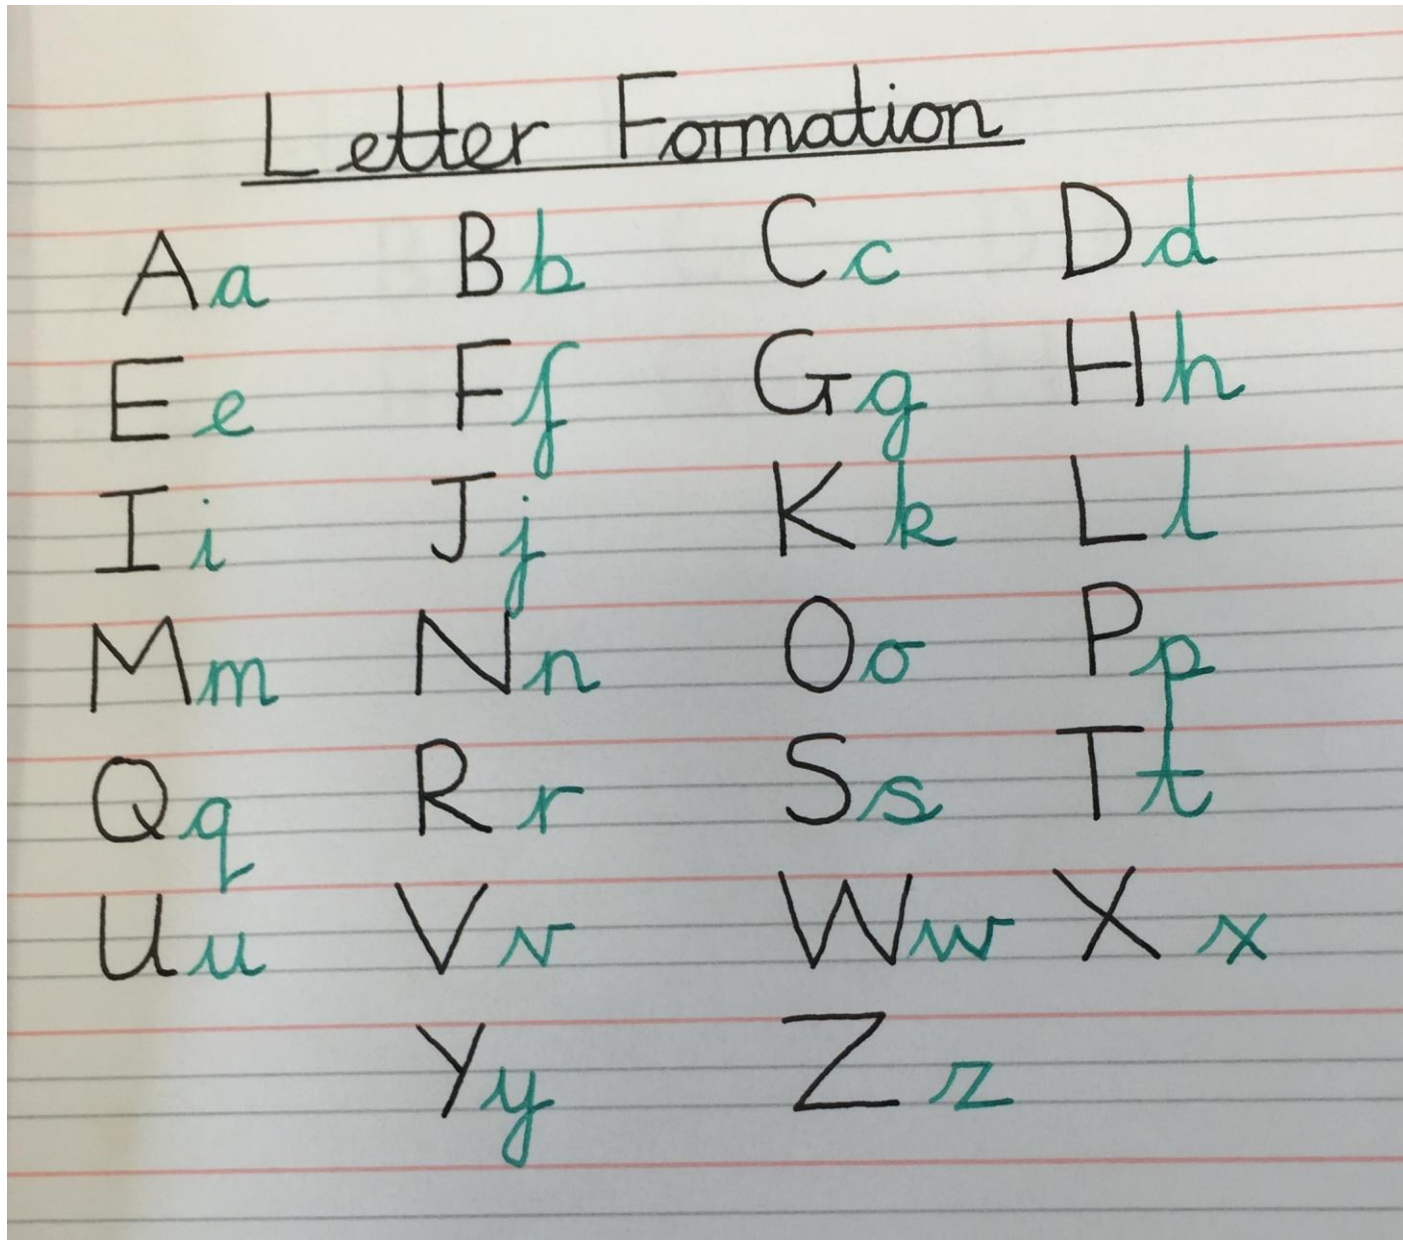 Letter Formation
Aa Bb Cc Dd
Ee Ff Gg Hh
Ii Jj Kk Ll
Mm Nn Oo Pp
Qq Rr Ss Tt
Uu Vv Ww Xx
Yy Zz